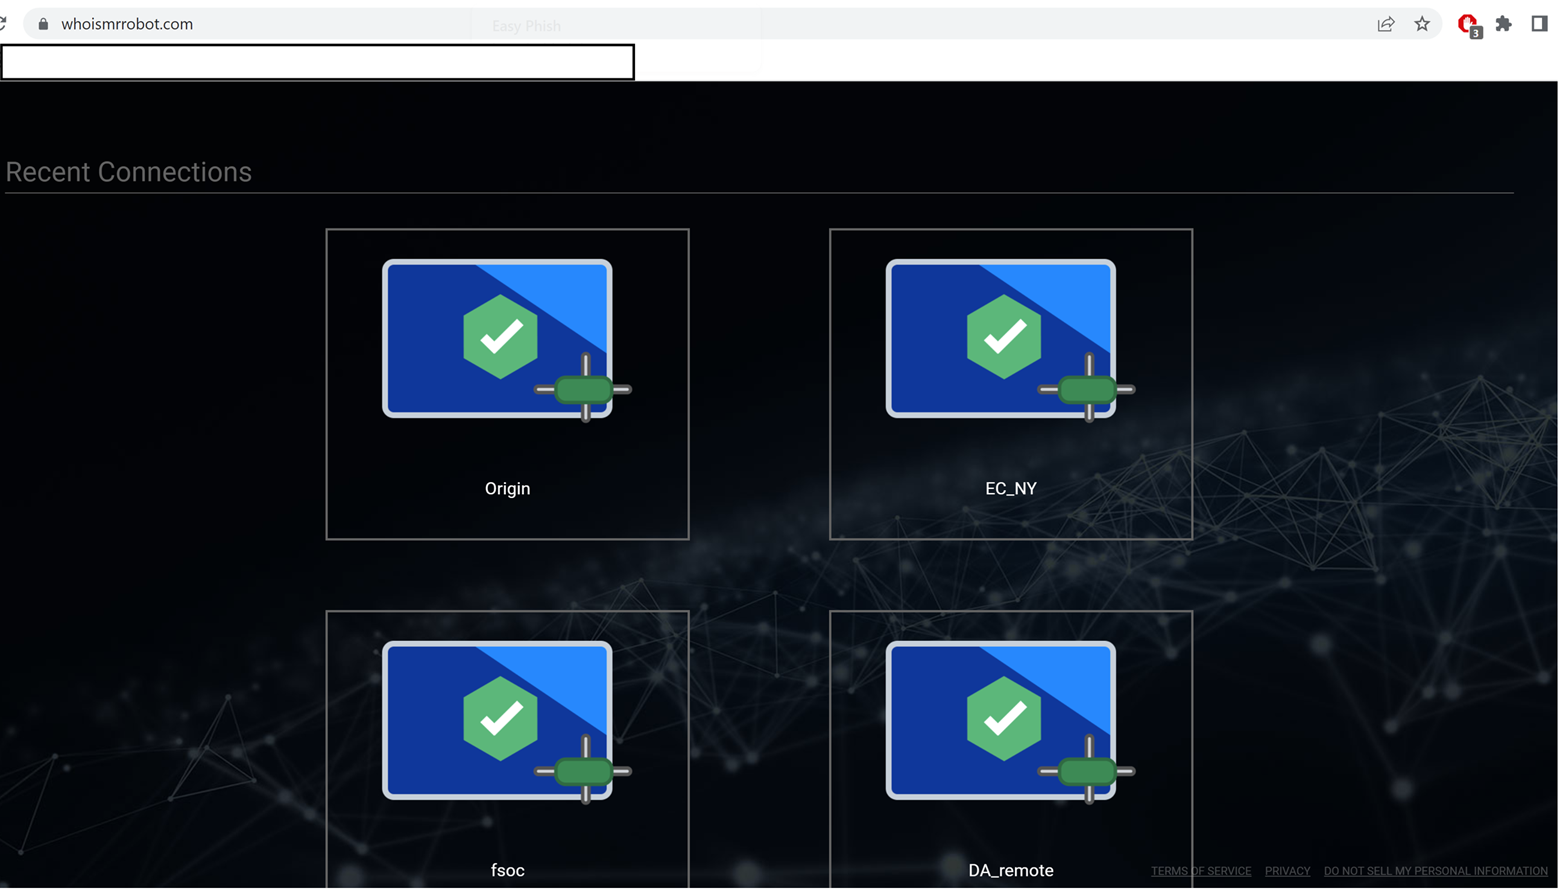 whoismrrobot.com
Easy Phish
3
Recent Connections
Origin
EC_NY
fsoc
DA_remote
TERMS OF SERVICE PRIVACY DO NOT SELL MY PERSONAL INFORMATION